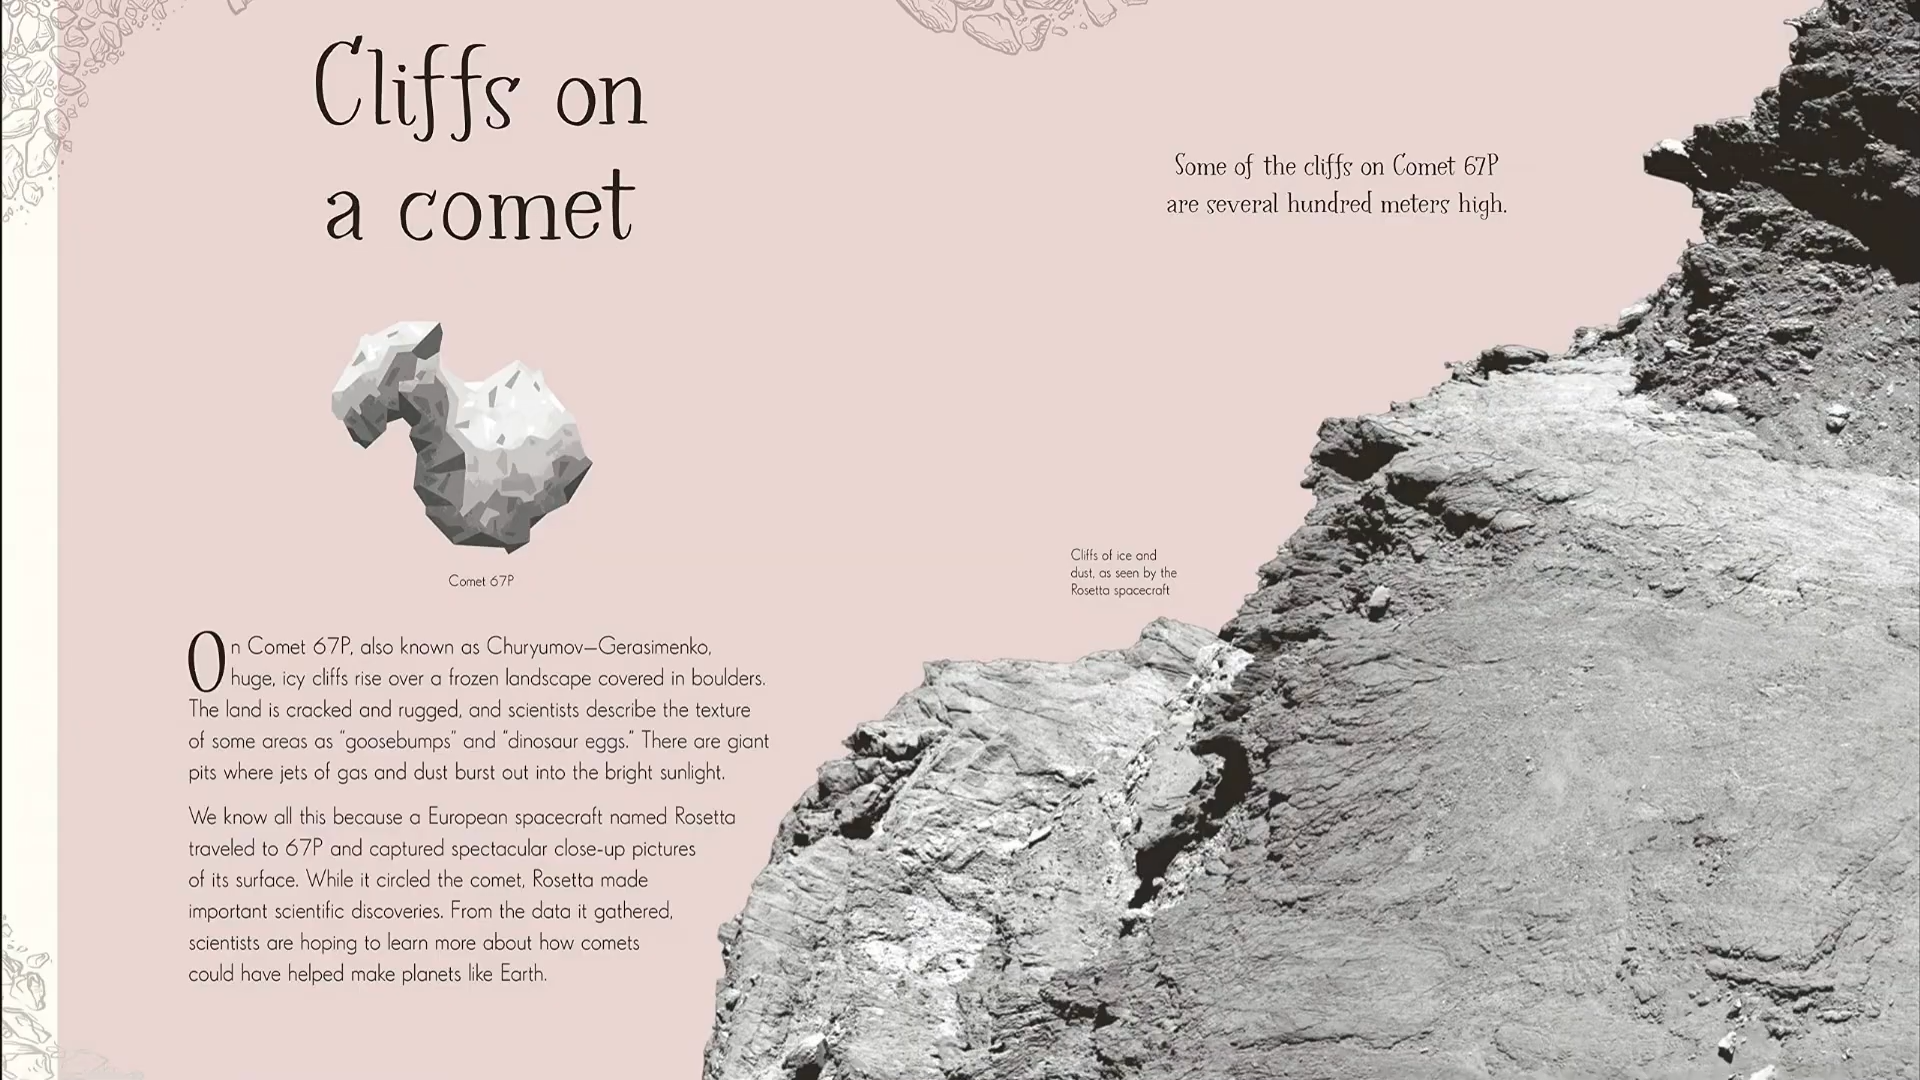 Cliffs on
a comet
Some of the cliffs on Comet 67P
are several hundred meters high.
Comet 67P
Cliffs of ice and
dust, as seen by the
Rosetta spacecraft
On Comet 67P, also known as Churyumov–Gerasimenko,
huge, icy cliffs rise over a frozen landscape covered in boulders.
The land is cracked and rugged, and scientists describe the texture
of some areas as “goosebumps” and “dinosaur eggs.” There are giant
pits where jets of gas and dust burst out into the bright sunlight.
We know all this because a European spacecraft named Rosetta
traveled to 67P and captured spectacular close-up pictures
of its surface. While it circled the comet, Rosetta made
important scientific discoveries. From the data it gathered,
scientists are hoping to learn more about how comets
could have helped make planets like Earth.